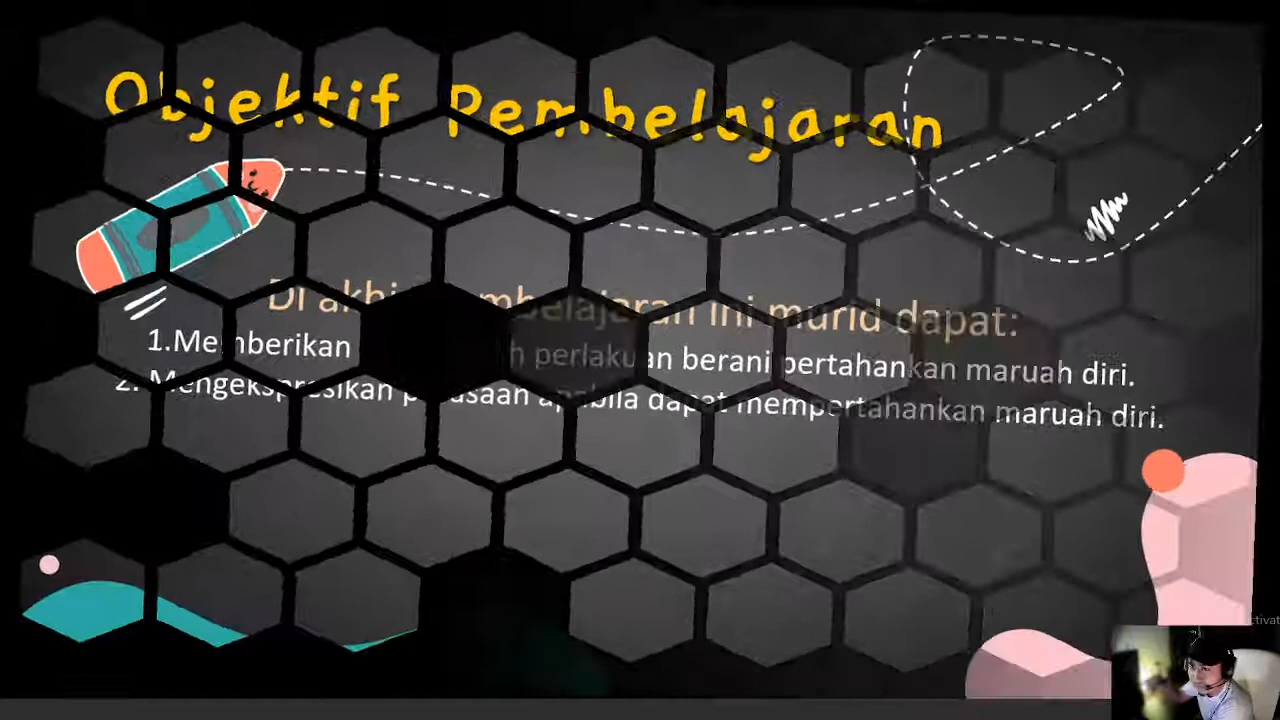 Objektif Pembelajaran
Di akhir pembelajaran ini murid dapat:
1.Memberikan perlakuan berani pertahankan maruah diri.
2. Mengekspresikan perasaan apabila dapat mempertahankan maruah diri.